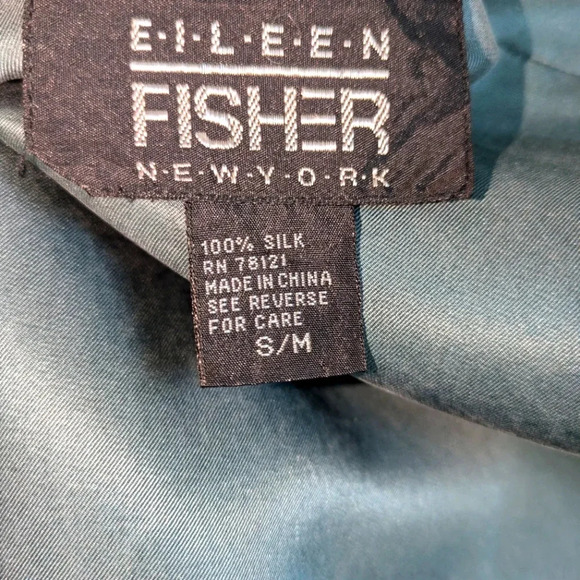 E·I·L·E·E·N
FISHER
N·E·W·Y·O·R·K
100% SILK
RN 78121
MADE IN CHINA
SEE REVERSE
FOR CARE
S/M